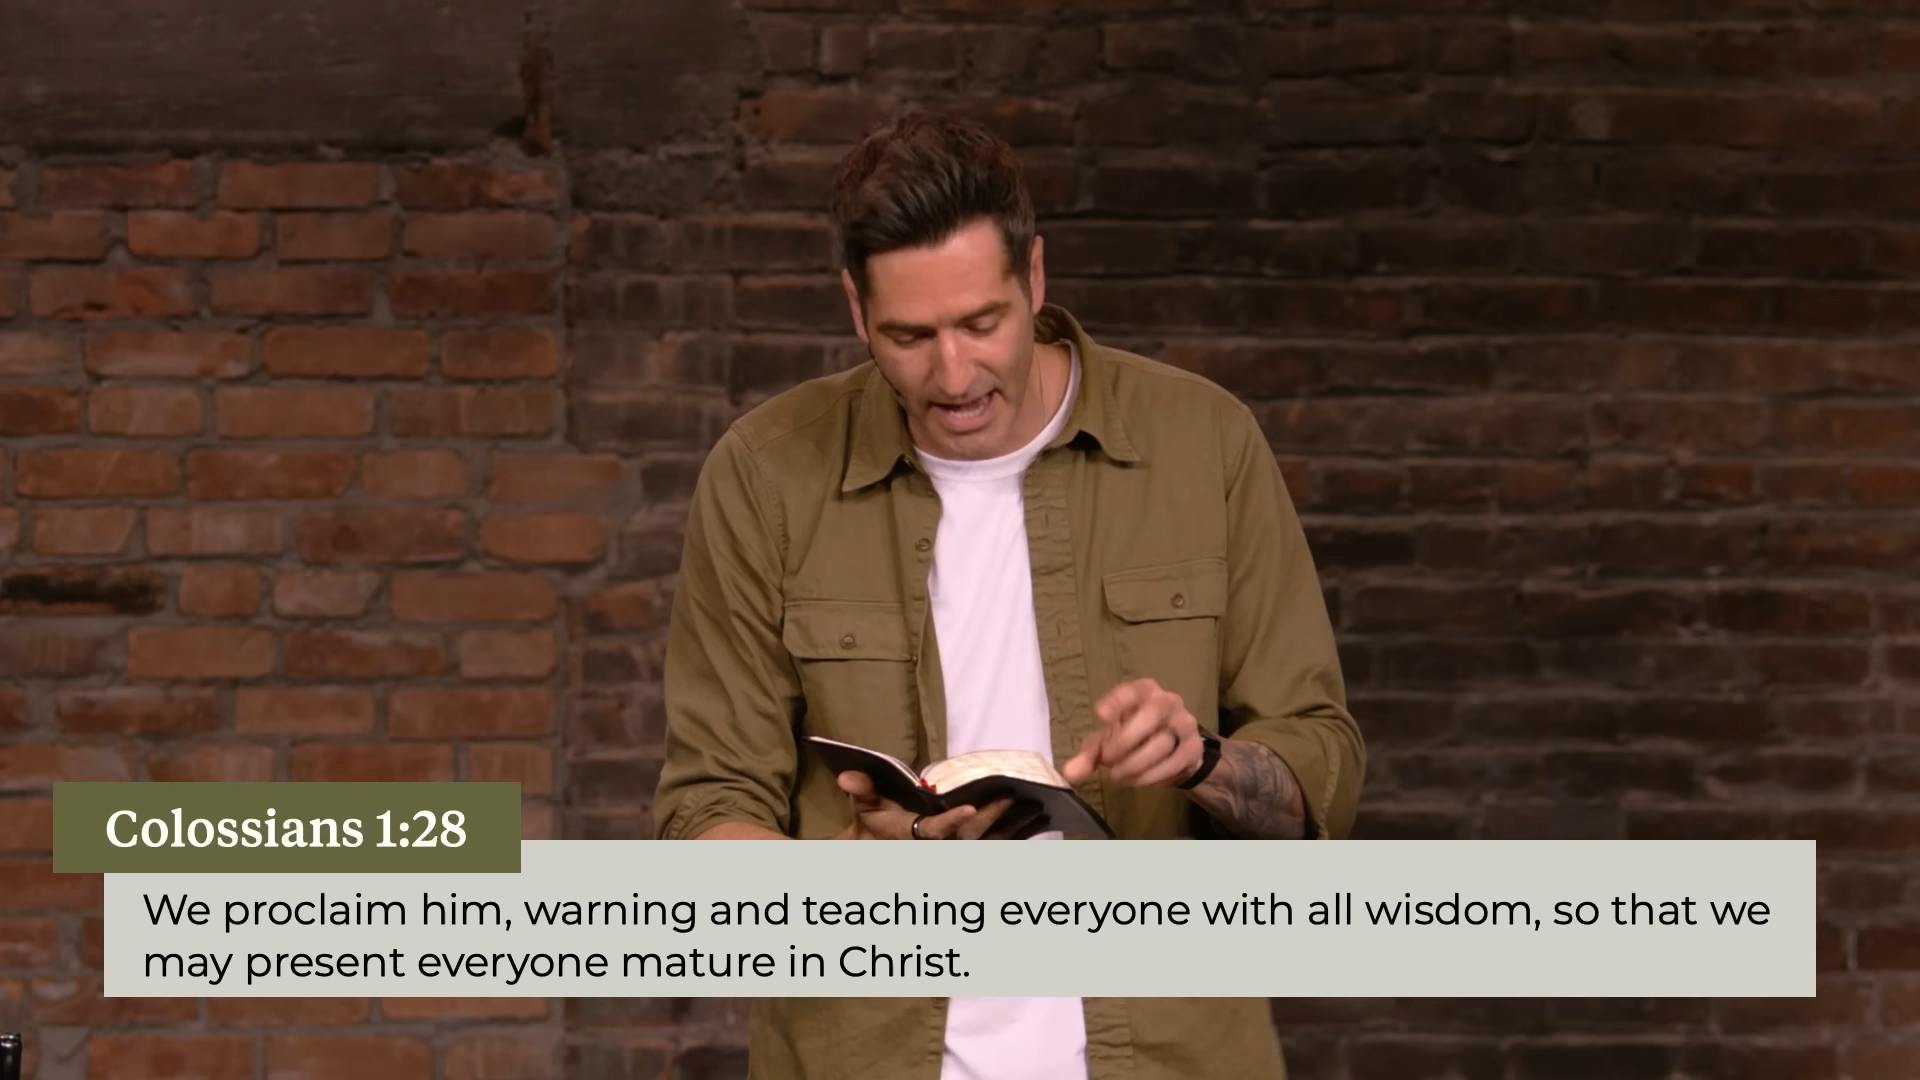 Colossians 1:28
We proclaim him, warning and teaching everyone with all wisdom, so that we
may present everyone mature in Christ.